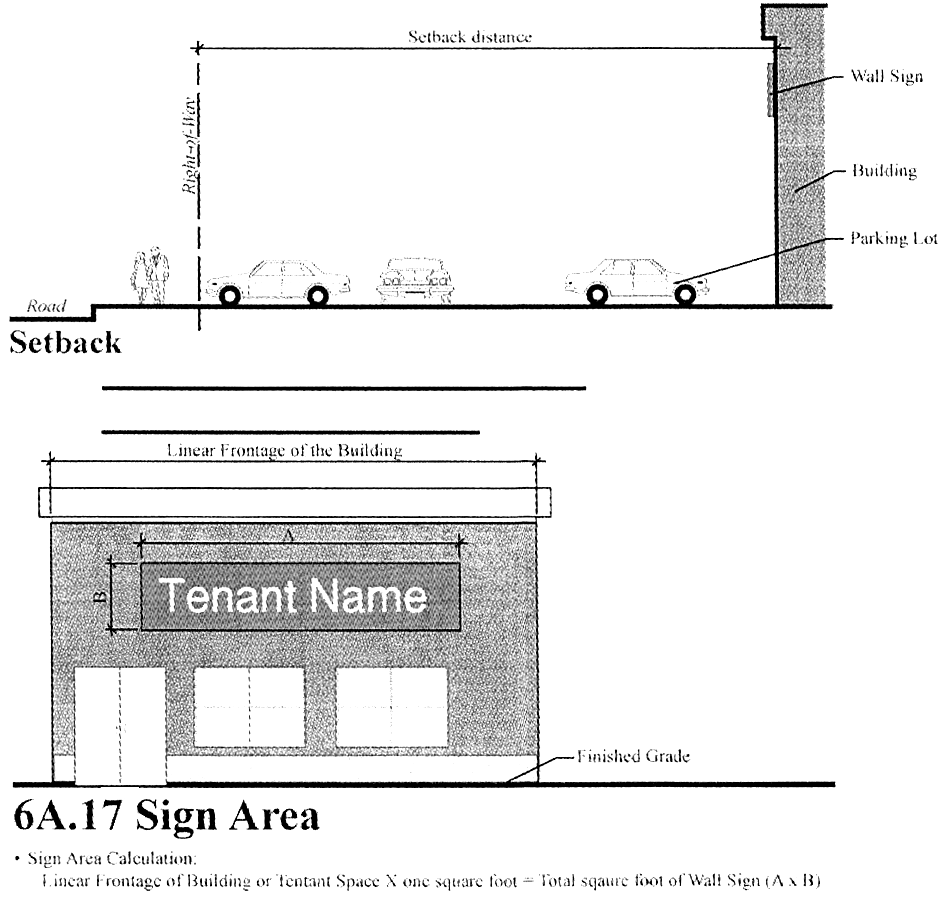 Setback distance
Wall Sign
Right-of-Way
Building
Parking Lot
Road
Setback
Linear Frontage of the Building
A
B
Tenant Name
Finished Grade
6A.17 Sign Area
• Sign Area Calculation:
Linear Frontage of Building or Tentant Space X one square foot = Total sqaure foot of Wall Sign (A x B)